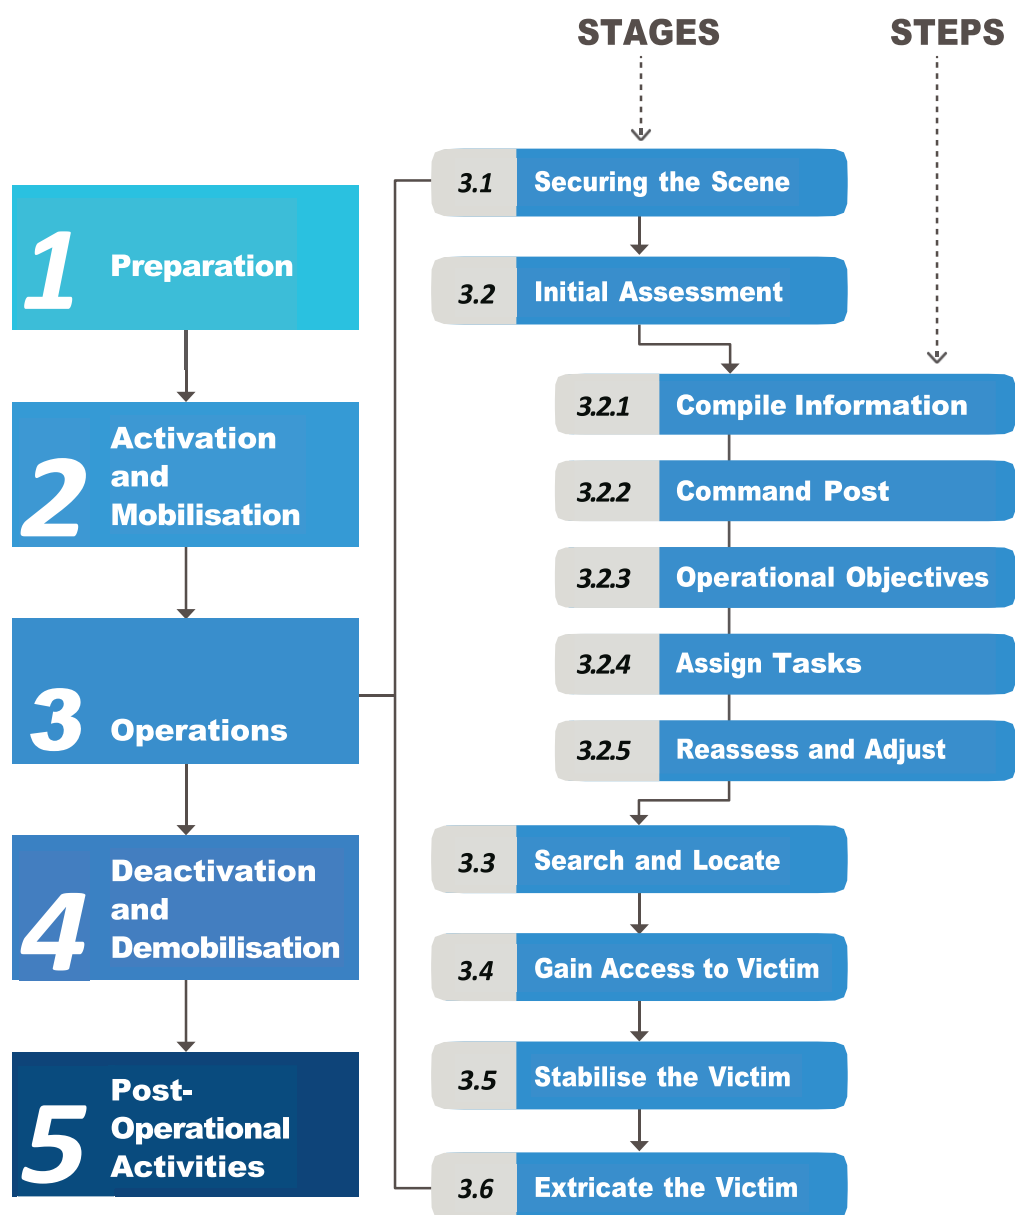 STAGES
STEPS
1
Preparation
2
Activation
and
Mobilisation
3
Operations
4
Deactivation
and
Demobilisation
5
Post-
Operational
Activities
3.1 Securing the Scene
3.2 Initial Assessment
3.2.1 Compile Information
3.2.2 Command Post
3.2.3 Operational Objectives
3.2.4 Assign Tasks
3.2.5 Reassess and Adjust
3.3 Search and Locate
3.4 Gain Access to Victim
3.5 Stabilise the Victim
3.6 Extricate the Victim